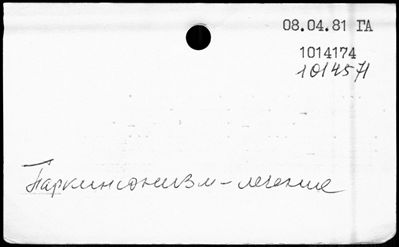 08.04.81 ГА
1014174
1014571
Паркинсонизм - лечение